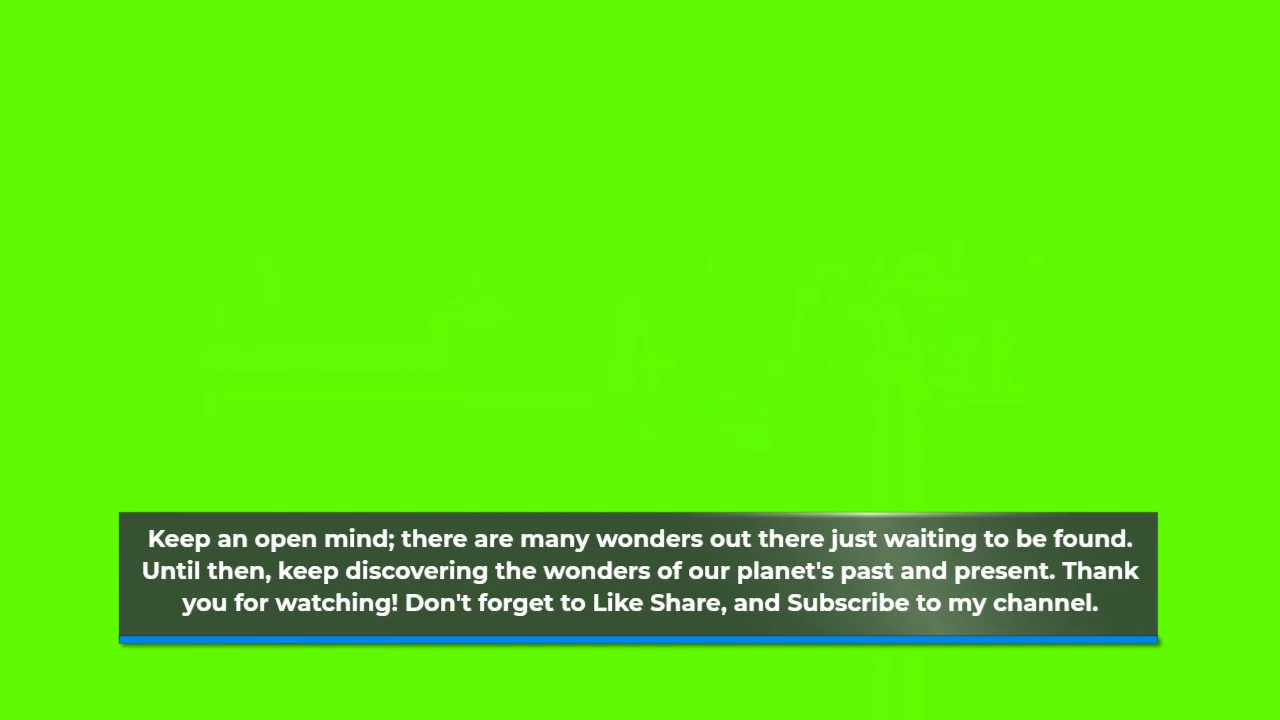 Keep an open mind; there are many wonders out there just waiting to be found.
Until then, keep discovering the wonders of our planet's past and present. Thank
you for watching! Don't forget to Like Share, and Subscribe to my channel.